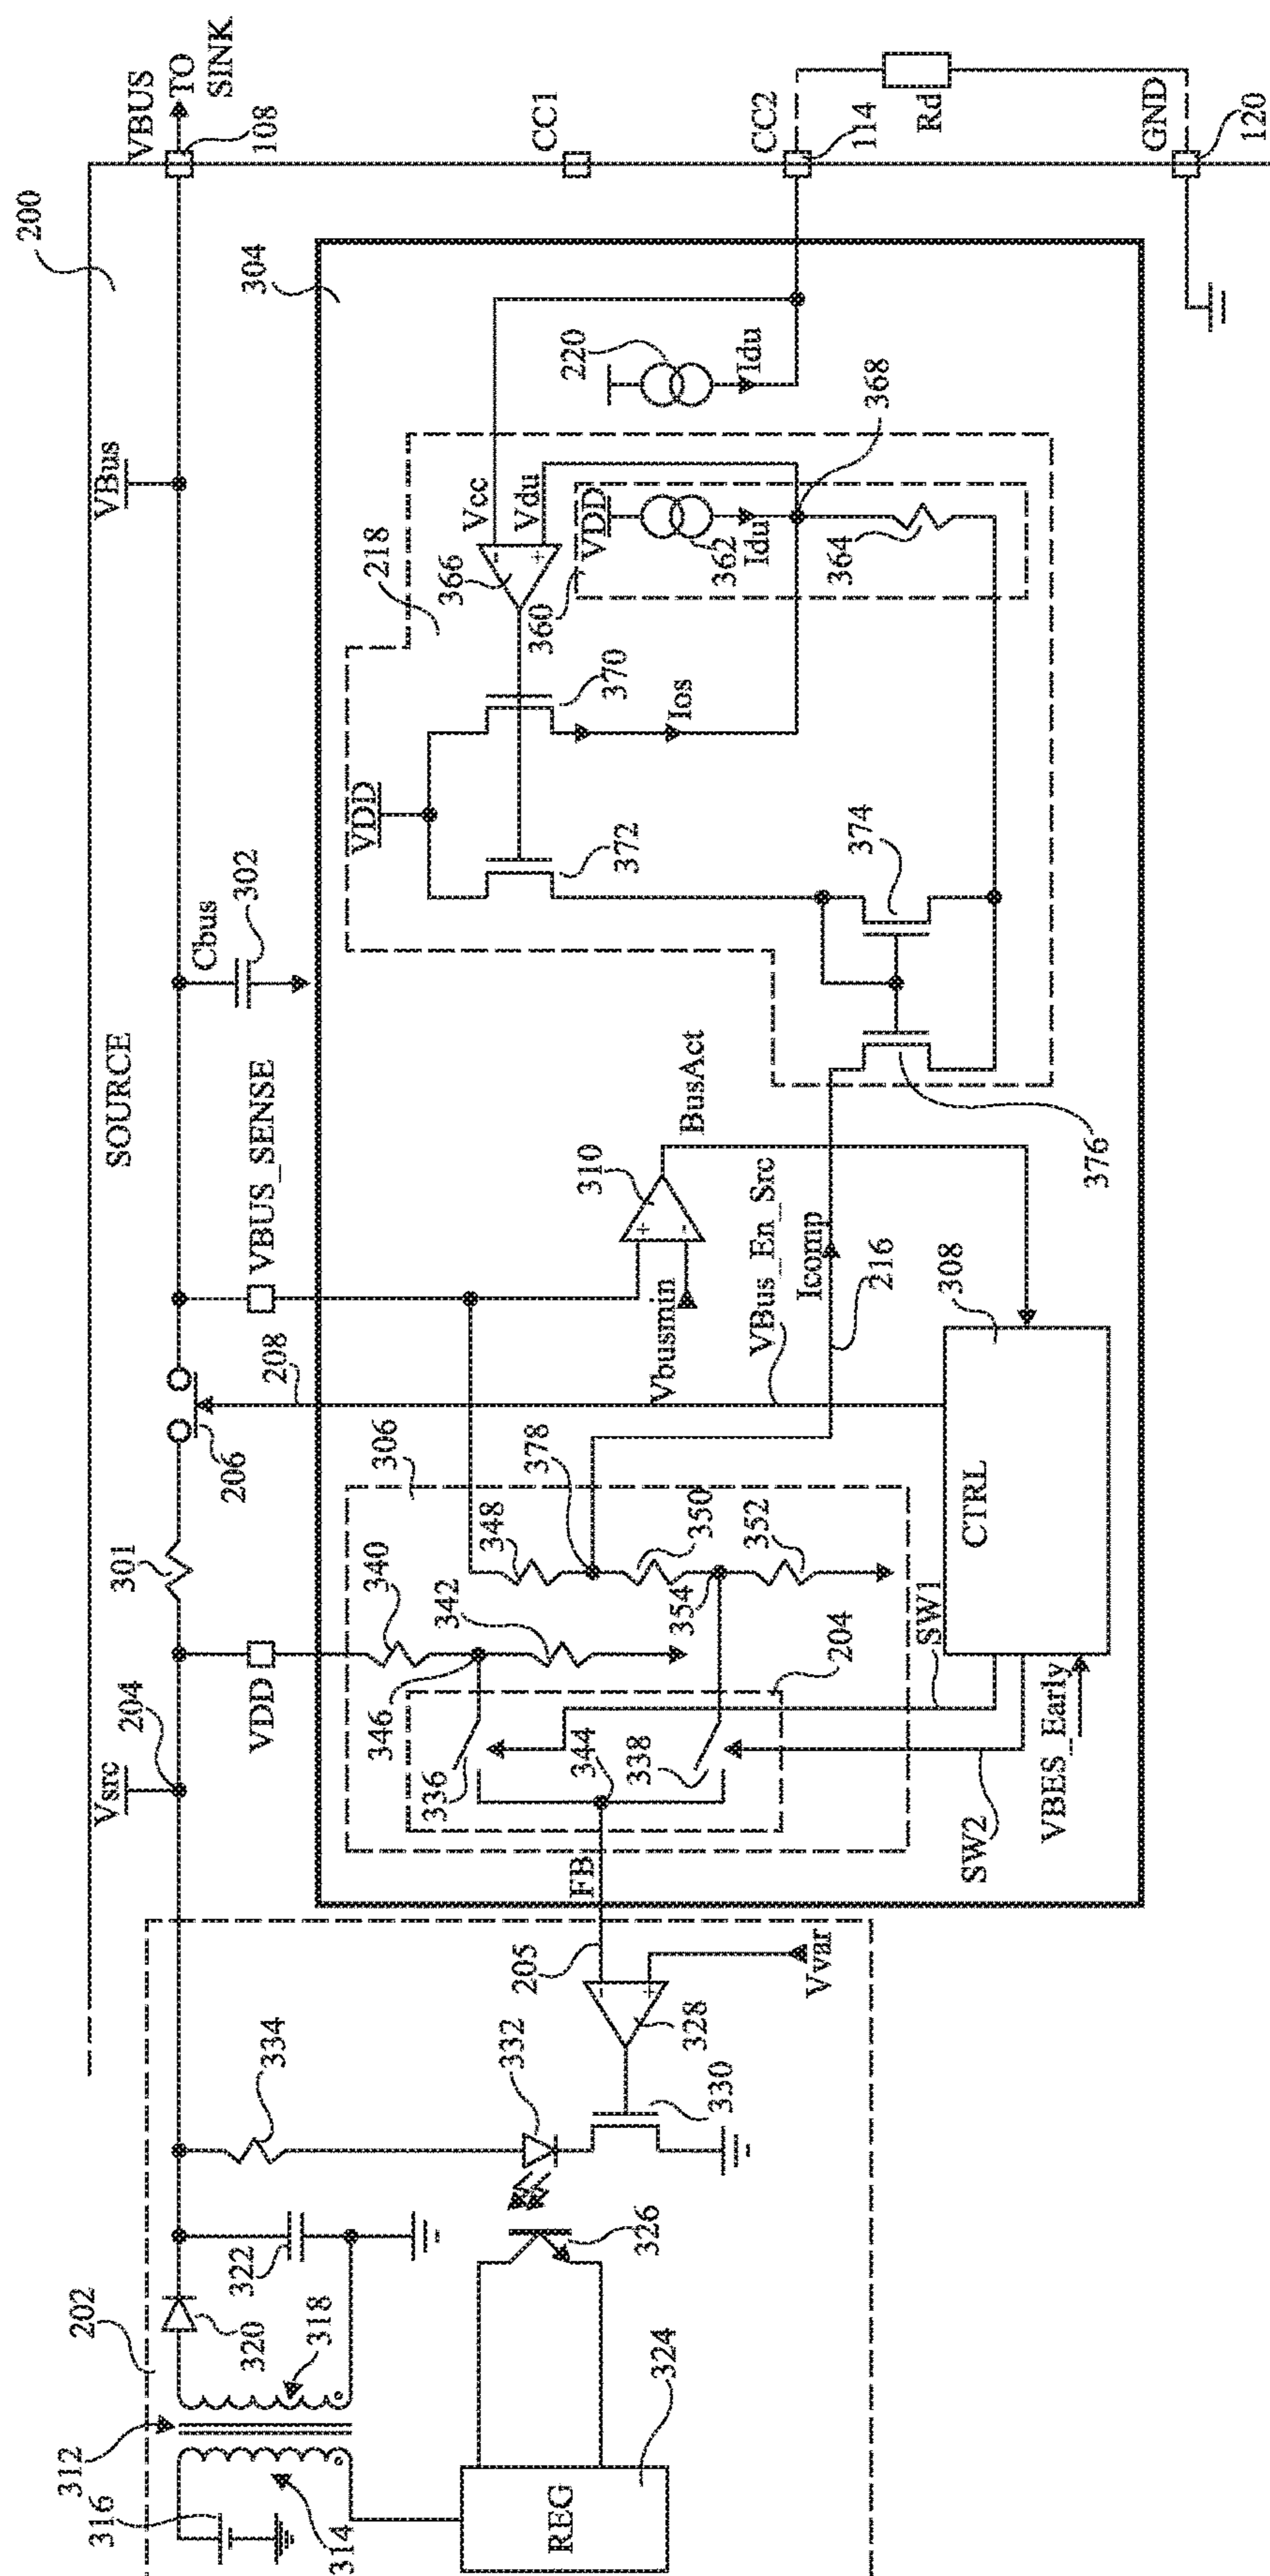 SOURCE
200
VBUS
TO
SINK
108
Vsrc
204
301
206
208
VBUS_SENSE
Cbus
302
VBus
VDD
304
CC1
CC2
114
Rd
GND
120
202
312
316
314
318
320
322
334
REG
324
326
332
330
328
205
FB
Vvar
306
340
342
346
336
344
338
204
348
378
350
354
352
SW1
SW2
VBES_Early
CTRL
308
310
Vbusmin
BusAct
VBus_En_Src
Icomp
216
218
VDD
372
370
Ios
366
Vcc
Vdu
360
VDD
362
Idu
364
368
220
Idu
374
376
+
-
+
-
-
+